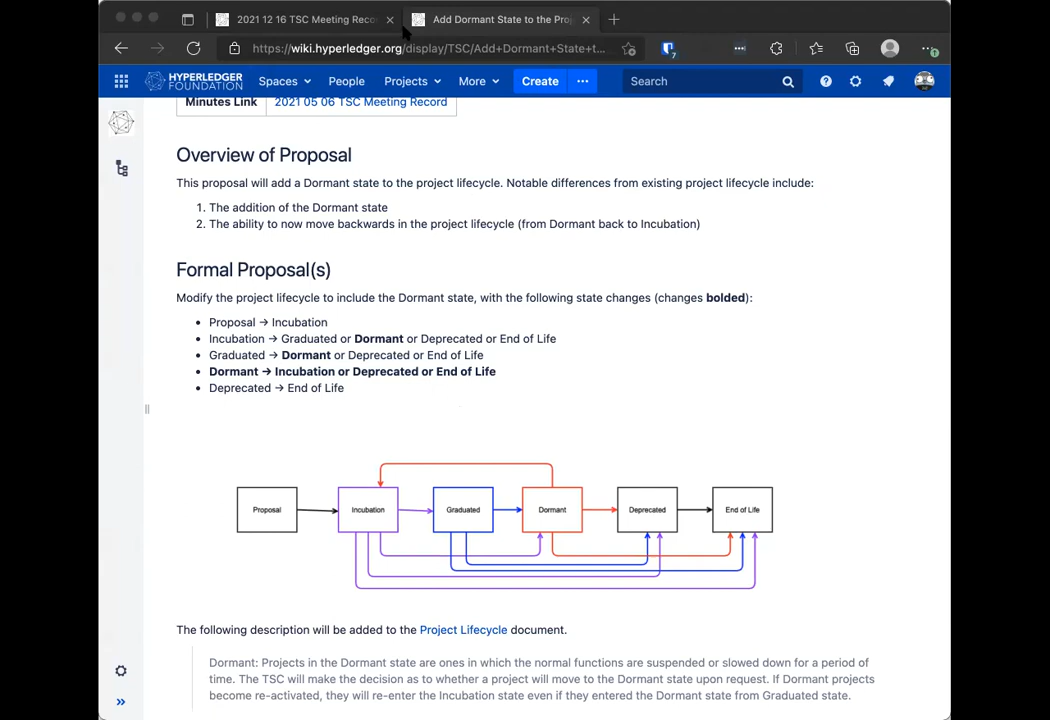 2021 12 16 TSC Meeting Reco
Add Dormant State to the Pro
https://wiki.hyperledger.org/display/TSC/Add+Dormant+State+t...
7
HYPERLEDGER
FOUNDATION
Spaces
People
Projects
More
Create
Search
Minutes Link
2021 05 06 TSC Meeting Record
Overview of Proposal
This proposal will add a Dormant state to the project lifecycle. Notable differences from existing project lifecycle include:
1. The addition of the Dormant state
2. The ability to now move backwards in the project lifecycle (from Dormant back to Incubation)
Formal Proposal(s)
Modify the project lifecycle to include the Dormant state, with the following state changes (changes bolded):
• Proposal → Incubation
• Incubation → Graduated or Dormant or Deprecated or End of Life
• Graduated → Dormant or Deprecated or End of Life
• Dormant → Incubation or Deprecated or End of Life
• Deprecated → End of Life
Proposal
Incubation
Graduated
Dormant
Deprecated
End of Life
The following description will be added to the Project Lifecycle document.
Dormant: Projects in the Dormant state are ones in which the normal functions are suspended or slowed down for a period of
time. The TSC will make the decision as to whether a project will move to the Dormant state upon request. If Dormant projects
become re-activated, they will re-enter the Incubation state even if they entered the Dormant state from Graduated state.